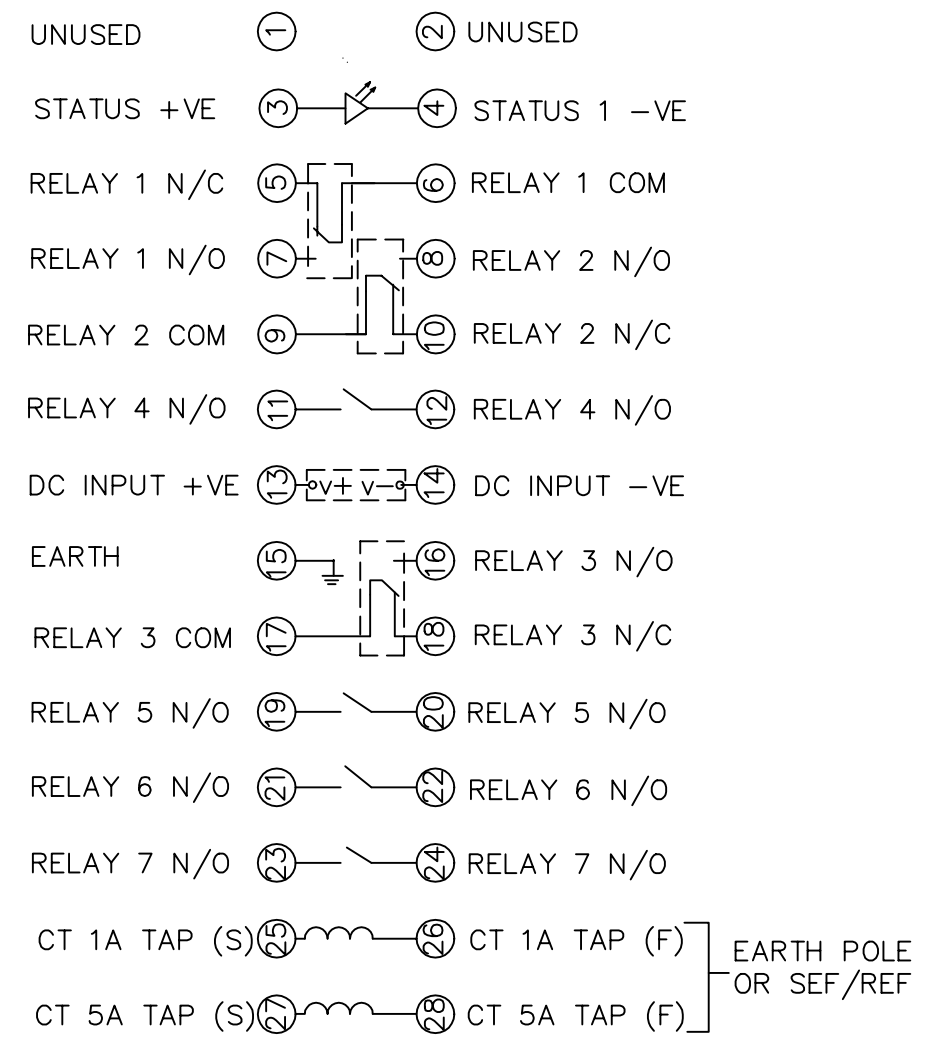 UNUSED 1 2 UNUSED
STATUS +VE 3 4 STATUS 1 −VE
RELAY 1 N/C 5 6 RELAY 1 COM
RELAY 1 N/O 7 8 RELAY 2 N/O
RELAY 2 COM 9 10 RELAY 2 N/C
RELAY 4 N/O 11 12 RELAY 4 N/O
DC INPUT +VE 13 V+ V− 14 DC INPUT −VE
EARTH 15 16 RELAY 3 N/O
RELAY 3 COM 17 18 RELAY 3 N/C
RELAY 5 N/O 19 20 RELAY 5 N/O
RELAY 6 N/O 21 22 RELAY 6 N/O
RELAY 7 N/O 23 24 RELAY 7 N/O
CT 1A TAP (S) 25 26 CT 1A TAP (F)
EARTH POLE
OR SEF/REF
CT 5A TAP (S) 27 28 CT 5A TAP (F)